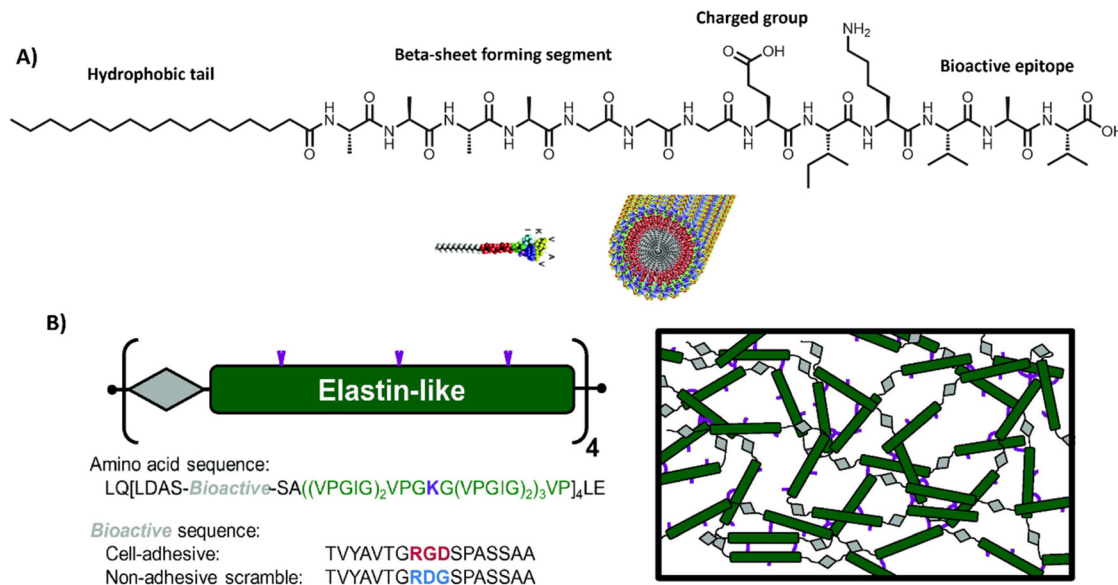 A)
Hydrophobic tail
Beta-sheet forming segment
Charged group
Bioactive epitope
O
OH
NH₂
H O H O H O H O H O H O H O
N N N N N N N N N N N N N OH
O H O H O H O H O H O H O
I K V A V
B)
Elastin-like
4
Amino acid sequence:
LQ[LDAS-Bioactive-SA((VPGIG)₂VPGKG(VPGIG)₂)₃VP]₄LE
Bioactive sequence:
Cell-adhesive: TVYAVTGRGDSPASSAA
Non-adhesive scramble: TVYAVTGRDGSPASSAA